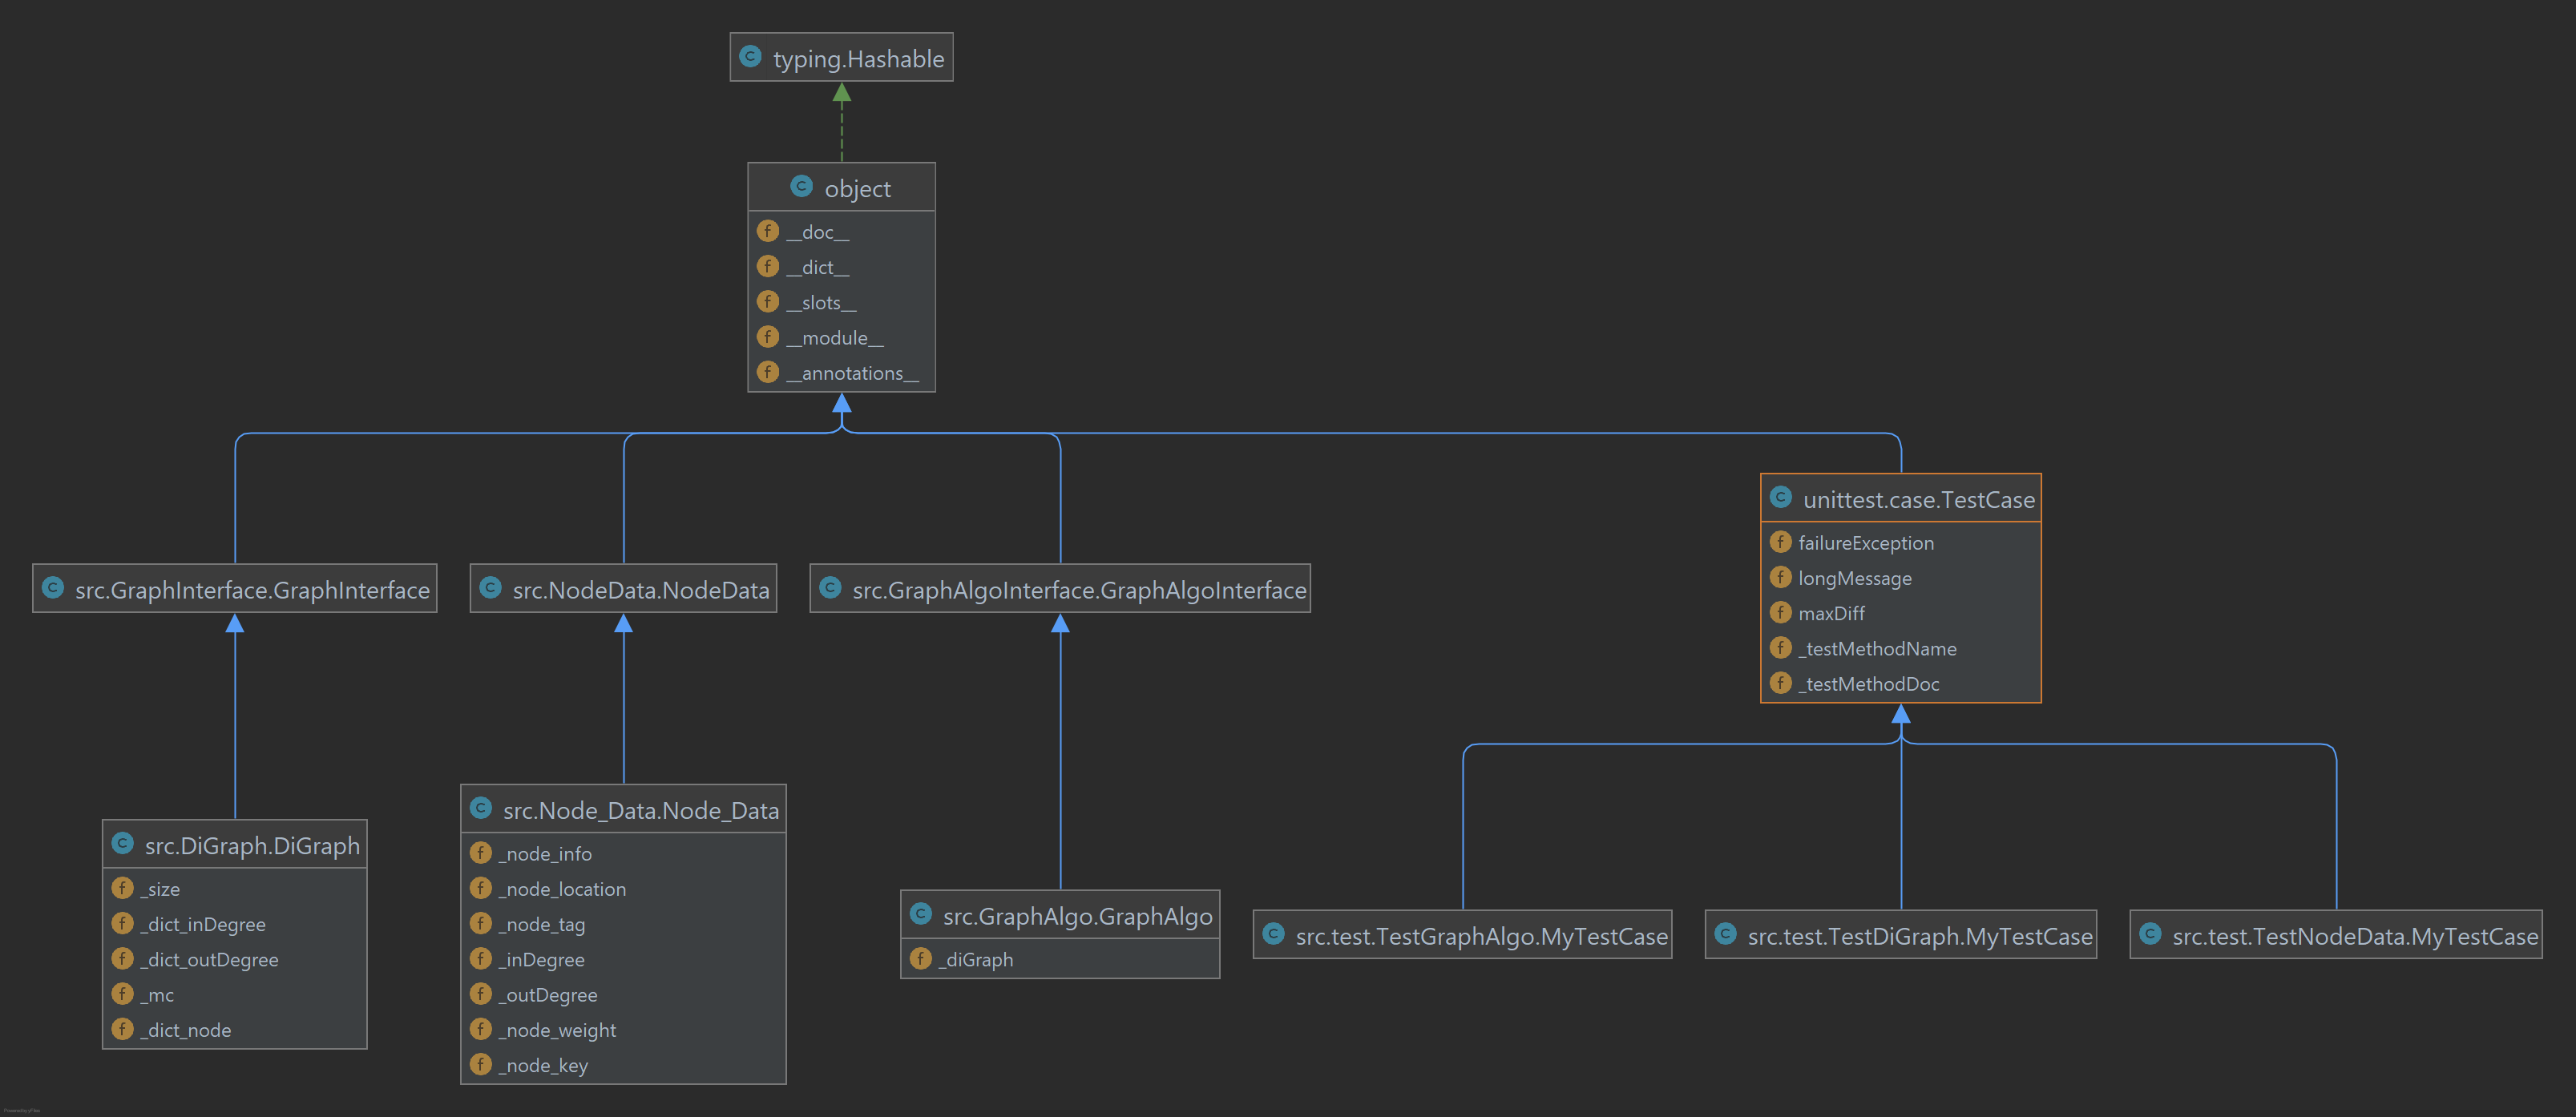 typing.Hashable
object
__doc__
__dict__
__slots__
__module__
__annotations__
src.GraphInterface.GraphInterface
src.NodeData.NodeData
src.GraphAlgoInterface.GraphAlgoInterface
unittest.case.TestCase
failureException
longMessage
maxDiff
_testMethodName
_testMethodDoc
src.DiGraph.DiGraph
_size
_dict_inDegree
_dict_outDegree
_mc
_dict_node
src.Node_Data.Node_Data
_node_info
_node_location
_node_tag
_inDegree
_outDegree
_node_weight
_node_key
src.GraphAlgo.GraphAlgo
_diGraph
src.test.TestGraphAlgo.MyTestCase
src.test.TestDiGraph.MyTestCase
src.test.TestNodeData.MyTestCase